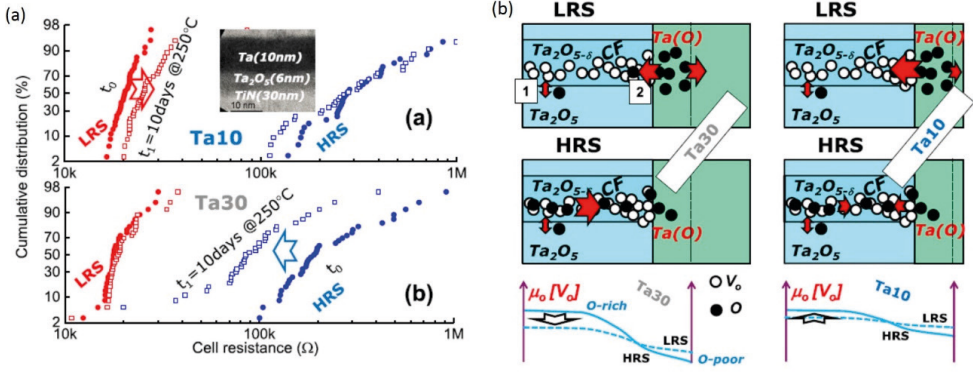 (a)
Cumulative distribution (%)
98
90
70
50
30
10
2
LRS
t₀
t₁=10days @250°C
Ta(10nm)
Ta₂O₅(6nm)
TiN(30nm)
10 nm
Ta10
HRS
(a)
10k
100k
1M
98
90
70
50
30
10
2
LRS
Ta30
t₁=10days @250°C
t₀
HRS
(b)
10k
100k
1M
Cell resistance (Ω)
(b)
LRS
Ta₂O₅₋δ CF
Ta(O)
1
2
Ta₂O₅
HRS
Ta₂O₅₋δ CF
Ta(O)
Ta₂O₅
Ta30
LRS
Ta₂O₅₋δ CF
Ta(O)
Ta₂O₅
HRS
Ta₂O₅₋δ CF
Ta(O)
Ta₂O₅
Ta10
Vₒ
O
μₒ [Vₒ]
Ta30
O-rich
LRS
HRS
O-poor
μₒ [Vₒ]
Ta10
LRS
HRS